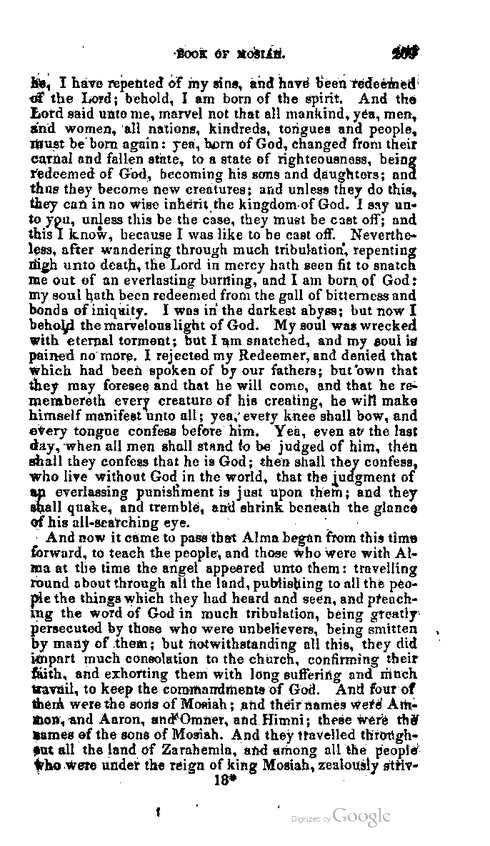 BOOK OF MOSIAH. 209
he, I have repented of my sins, and have been redeemed
of the Lord; behold, I am born of the spirit. And the
Lord said unto me, marvel not that all mankind, yea, men,
and women, all nations, kindreds, tongues and people,
must be born again: yea, born of God, changed from their
carnal and fallen state, to a state of righteousness, being
redeemed of God, becoming his sons and daughters; and
thus they become new creatures; and unless they do this,
they can in no wise inherit the kingdom of God. I say un-
to you, unless this be the case, they must be cast off; and
this I know, because I was like to be cast off. Neverthe-
less, after wandering through much tribulation, repenting
nigh unto death, the Lord in mercy hath seen fit to snatch
me out of an everlasting burning, and I am born of God:
my soul hath been redeemed from the gall of bitterness and
bonds of iniquity. I was in the darkest abyss; but now I
behold the marvelous light of God. My soul was wrecked
with eternal torment; but I am snatched, and my soul is
pained no more. I rejected my Redeemer, and denied that
which had been spoken of by our fathers; but own that
they may foresee and that he will come, and that he re-
membereth every creature of his creating, he will make
himself manifest unto all; yea, every knee shall bow, and
every tongue confess before him. Yea, even at the last
day, when all men shall stand to be judged of him, then
shall they confess that he is God; then shall they confess,
who live without God in the world, that the judgment of
an everlassing punishment is just upon them; and they
shall quake, and tremble, and shrink beneath the glance
of his all-searching eye.
And now it came to pass that Alma began from this time
forward, to teach the people, and those who were with Al-
ma at the time the angel appeared unto them: travelling
round about through all the land, publishing to all the peo-
ple the things which they had heard and seen, and preach-
ing the word of God in much tribulation, being greatly
persecuted by those who were unbelievers, being smitten
by many of them; but notwithstanding all this, they did
impart much consolation to the church, confirming their
faith, and exhorting them with long suffering and much
travail, to keep the commandments of God. And four of
them were the sons of Mosiah; and their names were Am-
mon, and Aaron, and Omner, and Himni; these were the
names of the sons of Mosiah. And they travelled through-
out all the land of Zarahemla, and among all the people
who were under the reign of king Mosiah, zealously striv-
18*
Digitized by Google